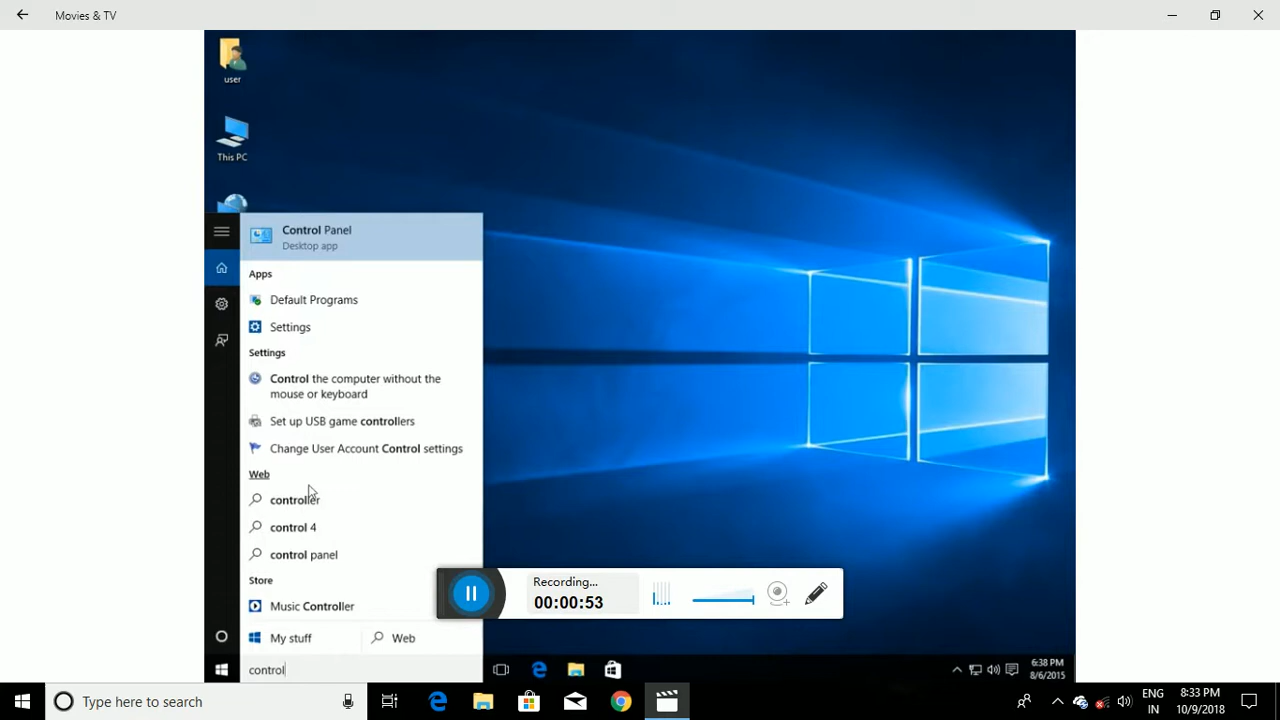 Movies & TV
user
This PC
Control Panel
Desktop app
Apps
Default Programs
Settings
Settings
Control the computer without the
mouse or keyboard
Set up USB game controllers
Change User Account Control settings
Web
controller
control 4
control panel
Store
Music Controller
My stuff
Web
control
Recording...
00:00:53
6:38 PM
8/6/2015
Type here to search
ENG
IN
8:33 PM
10/9/2018